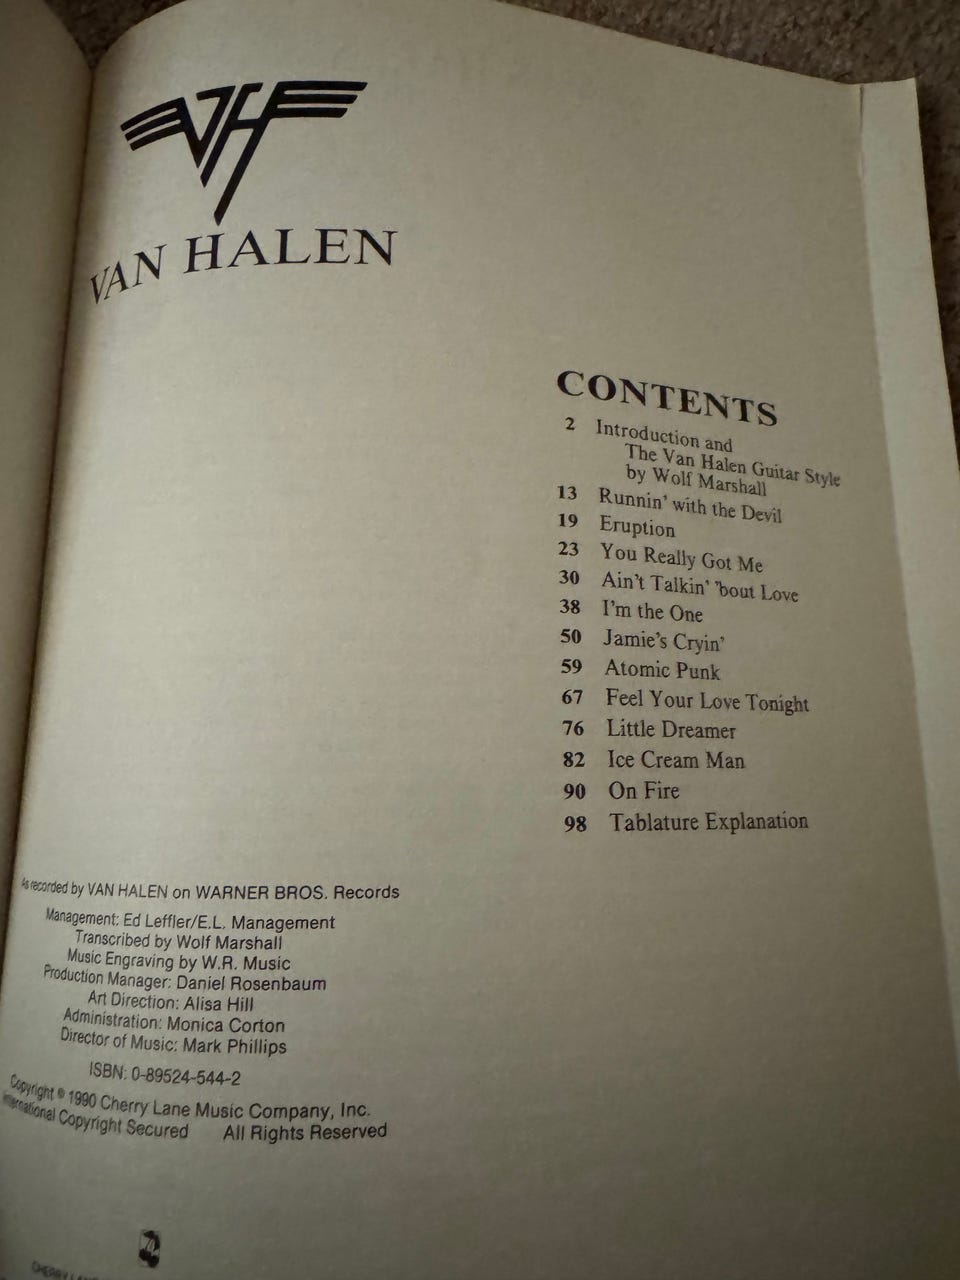 VH
VAN HALEN
CONTENTS
2 Introduction and
The Van Halen Guitar Style
by Wolf Marshall
13 Runnin' with the Devil
19 Eruption
23 You Really Got Me
30 Ain't Talkin' 'bout Love
38 I'm the One
50 Jamie's Cryin'
59 Atomic Punk
67 Feel Your Love Tonight
76 Little Dreamer
82 Ice Cream Man
90 On Fire
98 Tablature Explanation
As recorded by VAN HALEN on WARNER BROS. Records
Management: Ed Leffler/E.L. Management
Transcribed by Wolf Marshall
Music Engraving by W.R. Music
Production Manager: Daniel Rosenbaum
Art Direction: Alisa Hill
Administration: Monica Corton
Director of Music: Mark Phillips
ISBN: 0-89524-544-2
Copyright © 1990 Cherry Lane Music Company, Inc.
International Copyright Secured All Rights Reserved
CHERRY